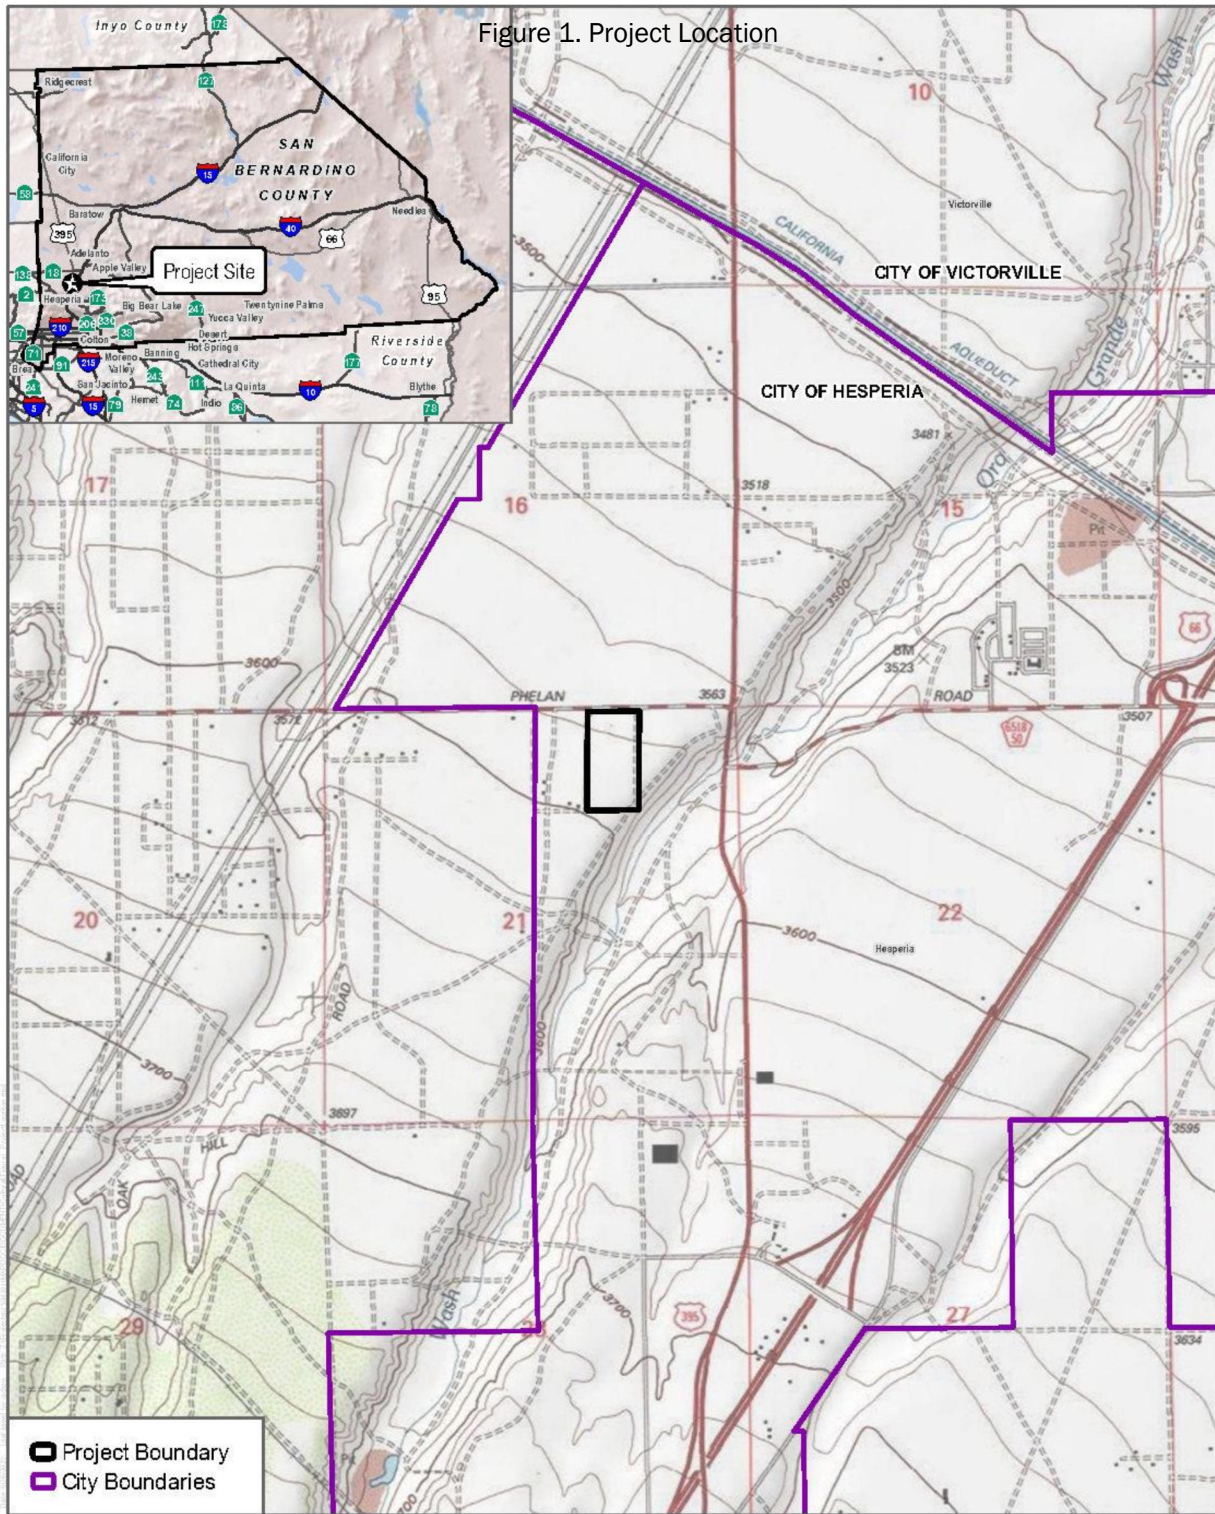 Figure 1. Project Location
Inyo County
178
127
Ridgecrest
SAN
BERNARDINO
COUNTY
California
City
15
58
Barstow
Needles
395
40
66
Adelanto
Apple Valley
Project Site
138
18
2
Hesperia
173
Big Bear Lake
247
Twentynine Palms
95
Yucca Valley
57
210
206
330
38
Colton
Desert
Hot Springs
Riverside
County
71
Brea
91
215
Moreno
Valley
Banning
Cathedral City
177
San Jacinto
243
111
La Quinta
10
Blythe
5
15
79
Hemet
74
Indio
86
78
10
Wash
Victorville
3500
CALIFORNIA
CITY OF VICTORVILLE
AQUEDUCT
Grande
CITY OF HESPERIA
3481
Oro
17
16
3518
15
Pit
3500
66
BM
3523
3600
PHELAN
3563
ROAD
3612
3572
3507
20
21
22
3600
Hesperia
ROAD
3600
3700
3697
3595
HILL
OAK
Wash
3700
395
27
29
28
3634
Pit
Project Boundary
City Boundaries